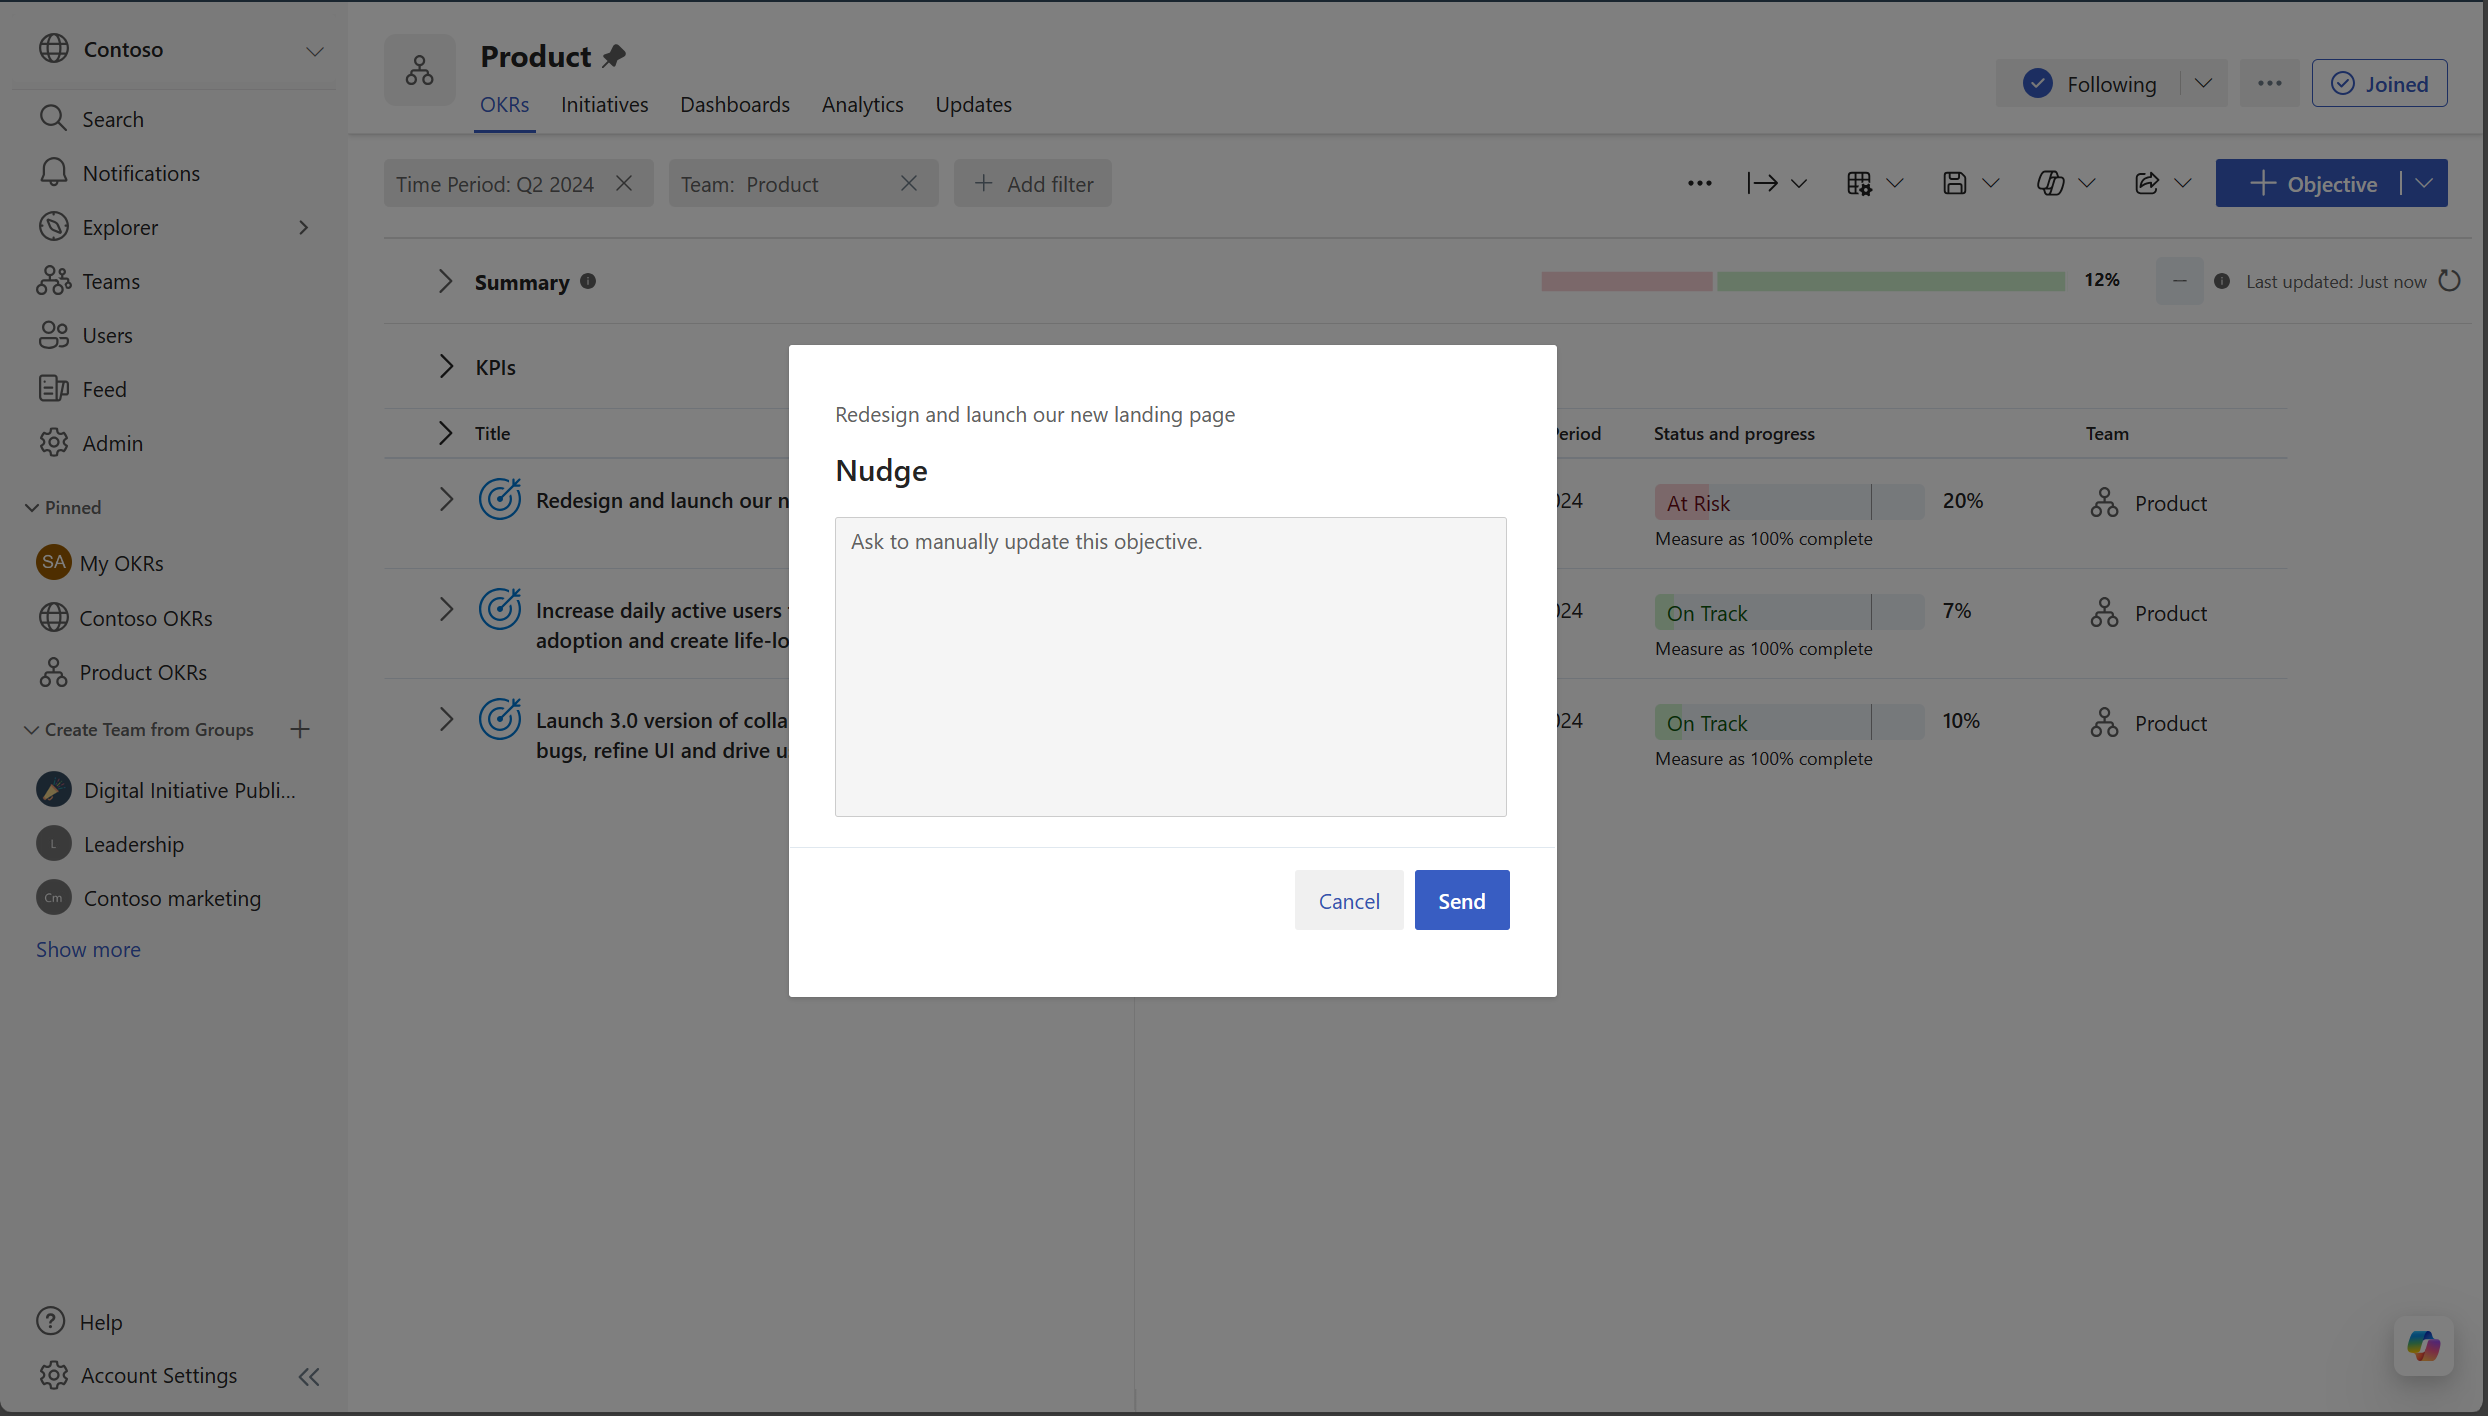 Contoso
Search
Notifications
Explorer
Teams
Users
Feed
Admin
Pinned
SA My OKRs
Contoso OKRs
Product OKRs
Create Team from Groups
Digital Initiative Publi...
L Leadership
Cm Contoso marketing
Show more
Help
Account Settings
Product
OKRs Initiatives Dashboards Analytics Updates
Following
Joined
Time Period: Q2 2024
Team: Product
Add filter
Objective
Summary
12%
Last updated: Just now
KPIs
Title
Period
Status and progress
Team
Redesign and launch our n
024
At Risk
20%
Product
Measure as 100% complete
Increase daily active users
adoption and create life-lo
024
On Track
7%
Product
Measure as 100% complete
Launch 3.0 version of colla
bugs, refine UI and drive u
024
On Track
10%
Product
Measure as 100% complete
Redesign and launch our new landing page
Nudge
Ask to manually update this objective.
Cancel
Send